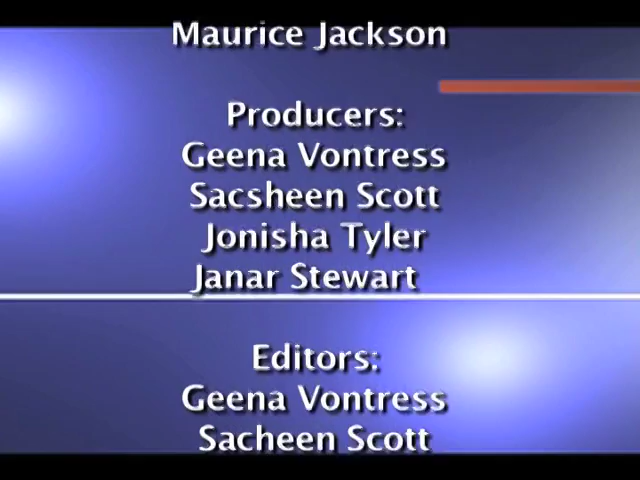 Maurice Jackson
Producers:
Geena Vontress
Sacsheen Scott
Jonisha Tyler
Janar Stewart
Editors:
Geena Vontress
Sacheen Scott